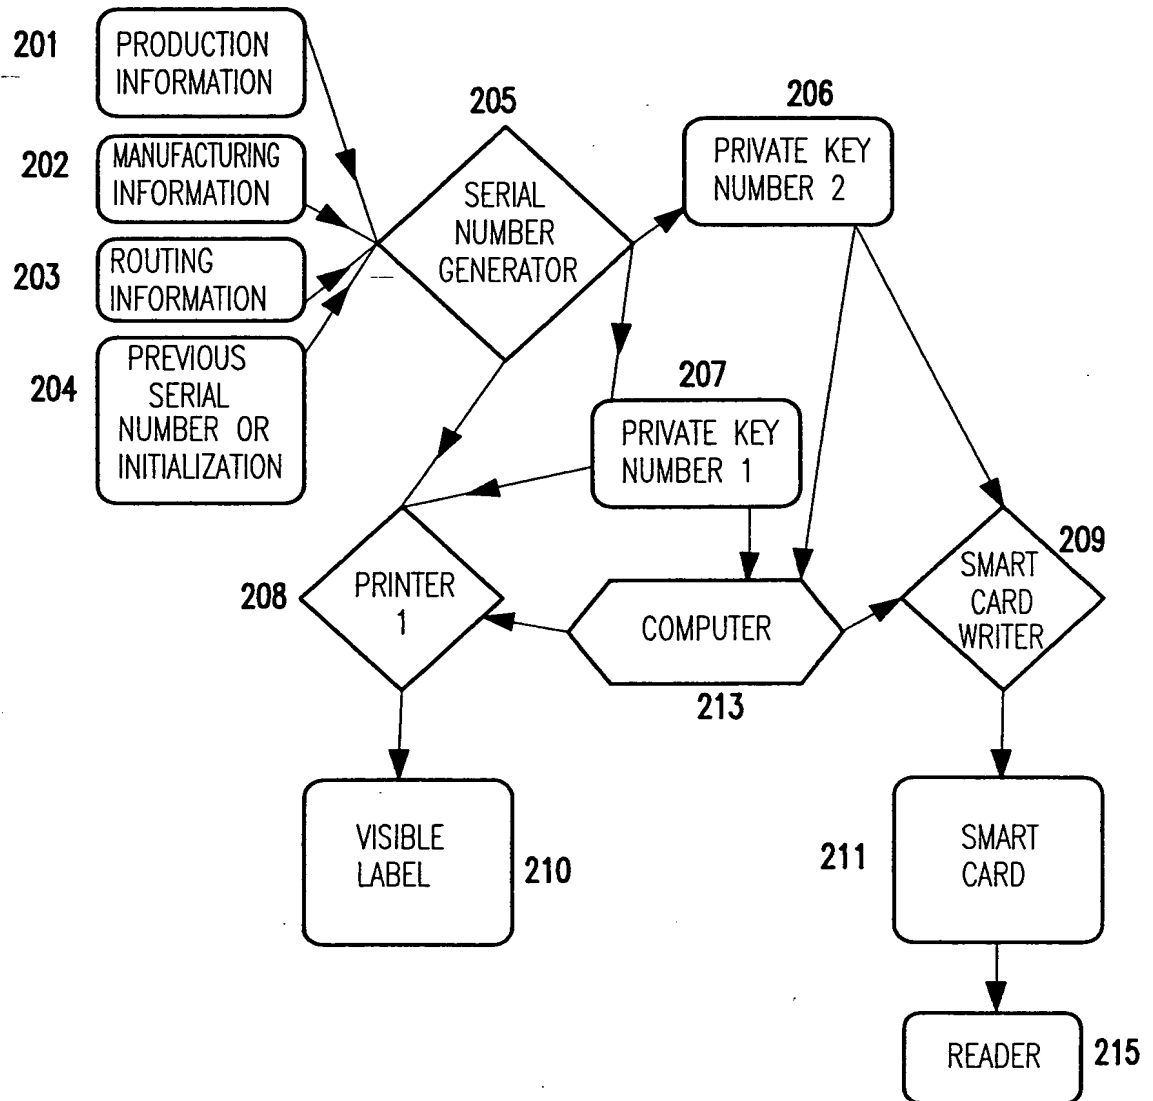 201
PRODUCTION
INFORMATION
202
MANUFACTURING
INFORMATION
203
ROUTING
INFORMATION
204
PREVIOUS
SERIAL
NUMBER OR
INITIALIZATION
205
SERIAL
NUMBER
GENERATOR
206
PRIVATE KEY
NUMBER 2
207
PRIVATE KEY
NUMBER 1
208
PRINTER
1
COMPUTER
213
209
SMART
CARD
WRITER
VISIBLE
LABEL
210
211
SMART
CARD
READER
215